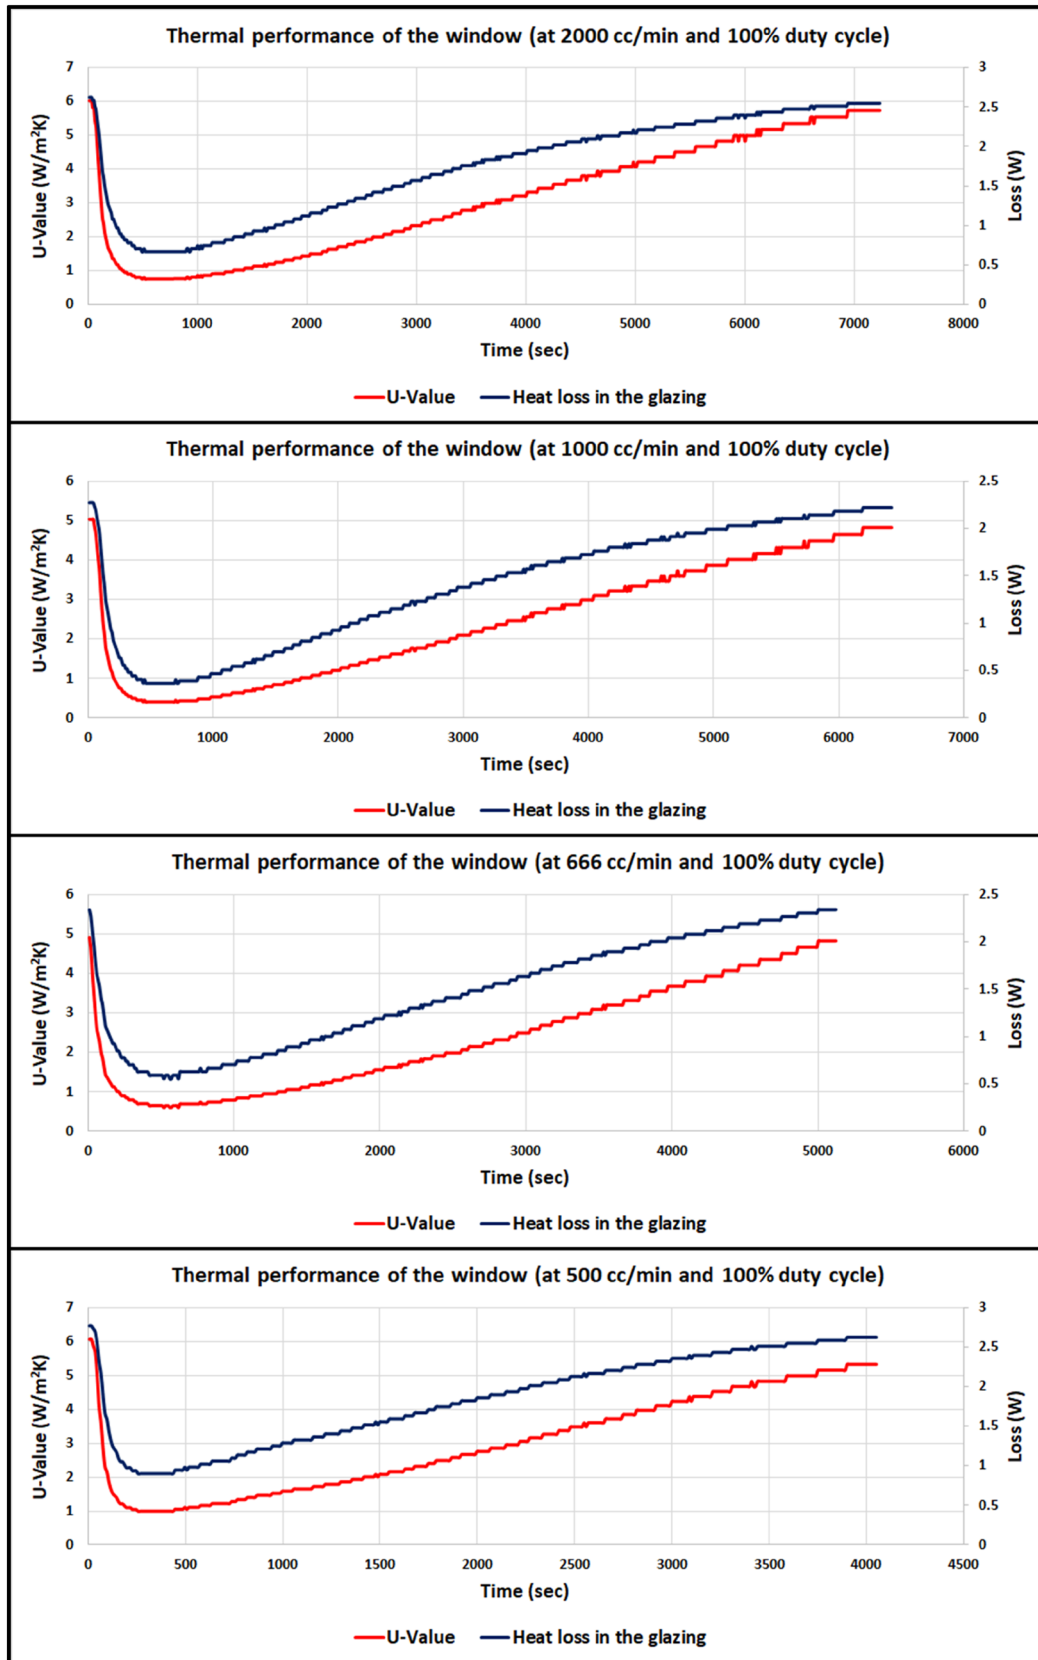 Thermal performance of the window (at 2000 cc/min and 100% duty cycle)
U-Value (W/m²K)
7
6
5
4
3
2
1
0
3
2.5
2
1.5
1
0.5
0
Loss (W)
0 1000 2000 3000 4000 5000 6000 7000 8000
Time (sec)
U-Value Heat loss in the glazing
Thermal performance of the window (at 1000 cc/min and 100% duty cycle)
U-Value (W/m²K)
6
5
4
3
2
1
0
2.5
2
1.5
1
0.5
0
Loss (W)
0 1000 2000 3000 4000 5000 6000 7000
Time (sec)
U-Value Heat loss in the glazing
Thermal performance of the window (at 666 cc/min and 100% duty cycle)
U-Value (W/m²K)
6
5
4
3
2
1
0
2.5
2
1.5
1
0.5
0
Loss (W)
0 1000 2000 3000 4000 5000 6000
Time (sec)
U-Value Heat loss in the glazing
Thermal performance of the window (at 500 cc/min and 100% duty cycle)
U-Value (W/m²K)
7
6
5
4
3
2
1
0
3
2.5
2
1.5
1
0.5
0
Loss (W)
0 500 1000 1500 2000 2500 3000 3500 4000 4500
Time (sec)
U-Value Heat loss in the glazing